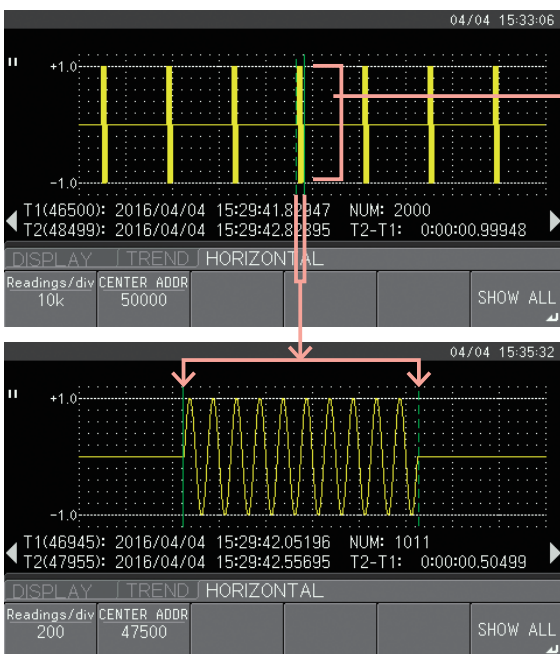 04/04 15:33:06
+1.0
-1.0
T1(46500): 2016/04/04 15:29:41.82947 NUM: 2000
T2(48499): 2016/04/04 15:29:42.82895 T2-T1: 0:00:00.99948
DISPLAY TREND HORIZONTAL
Readings/div CENTER ADDR
10k 50000 SHOW ALL
04/04 15:35:32
+1.0
-1.0
T1(46945): 2016/04/04 15:29:42.05196 NUM: 1011
T2(47955): 2016/04/04 15:29:42.55695 T2-T1: 0:00:00.50499
DISPLAY TREND HORIZONTAL
Readings/div CENTER ADDR
200 47500 SHOW ALL